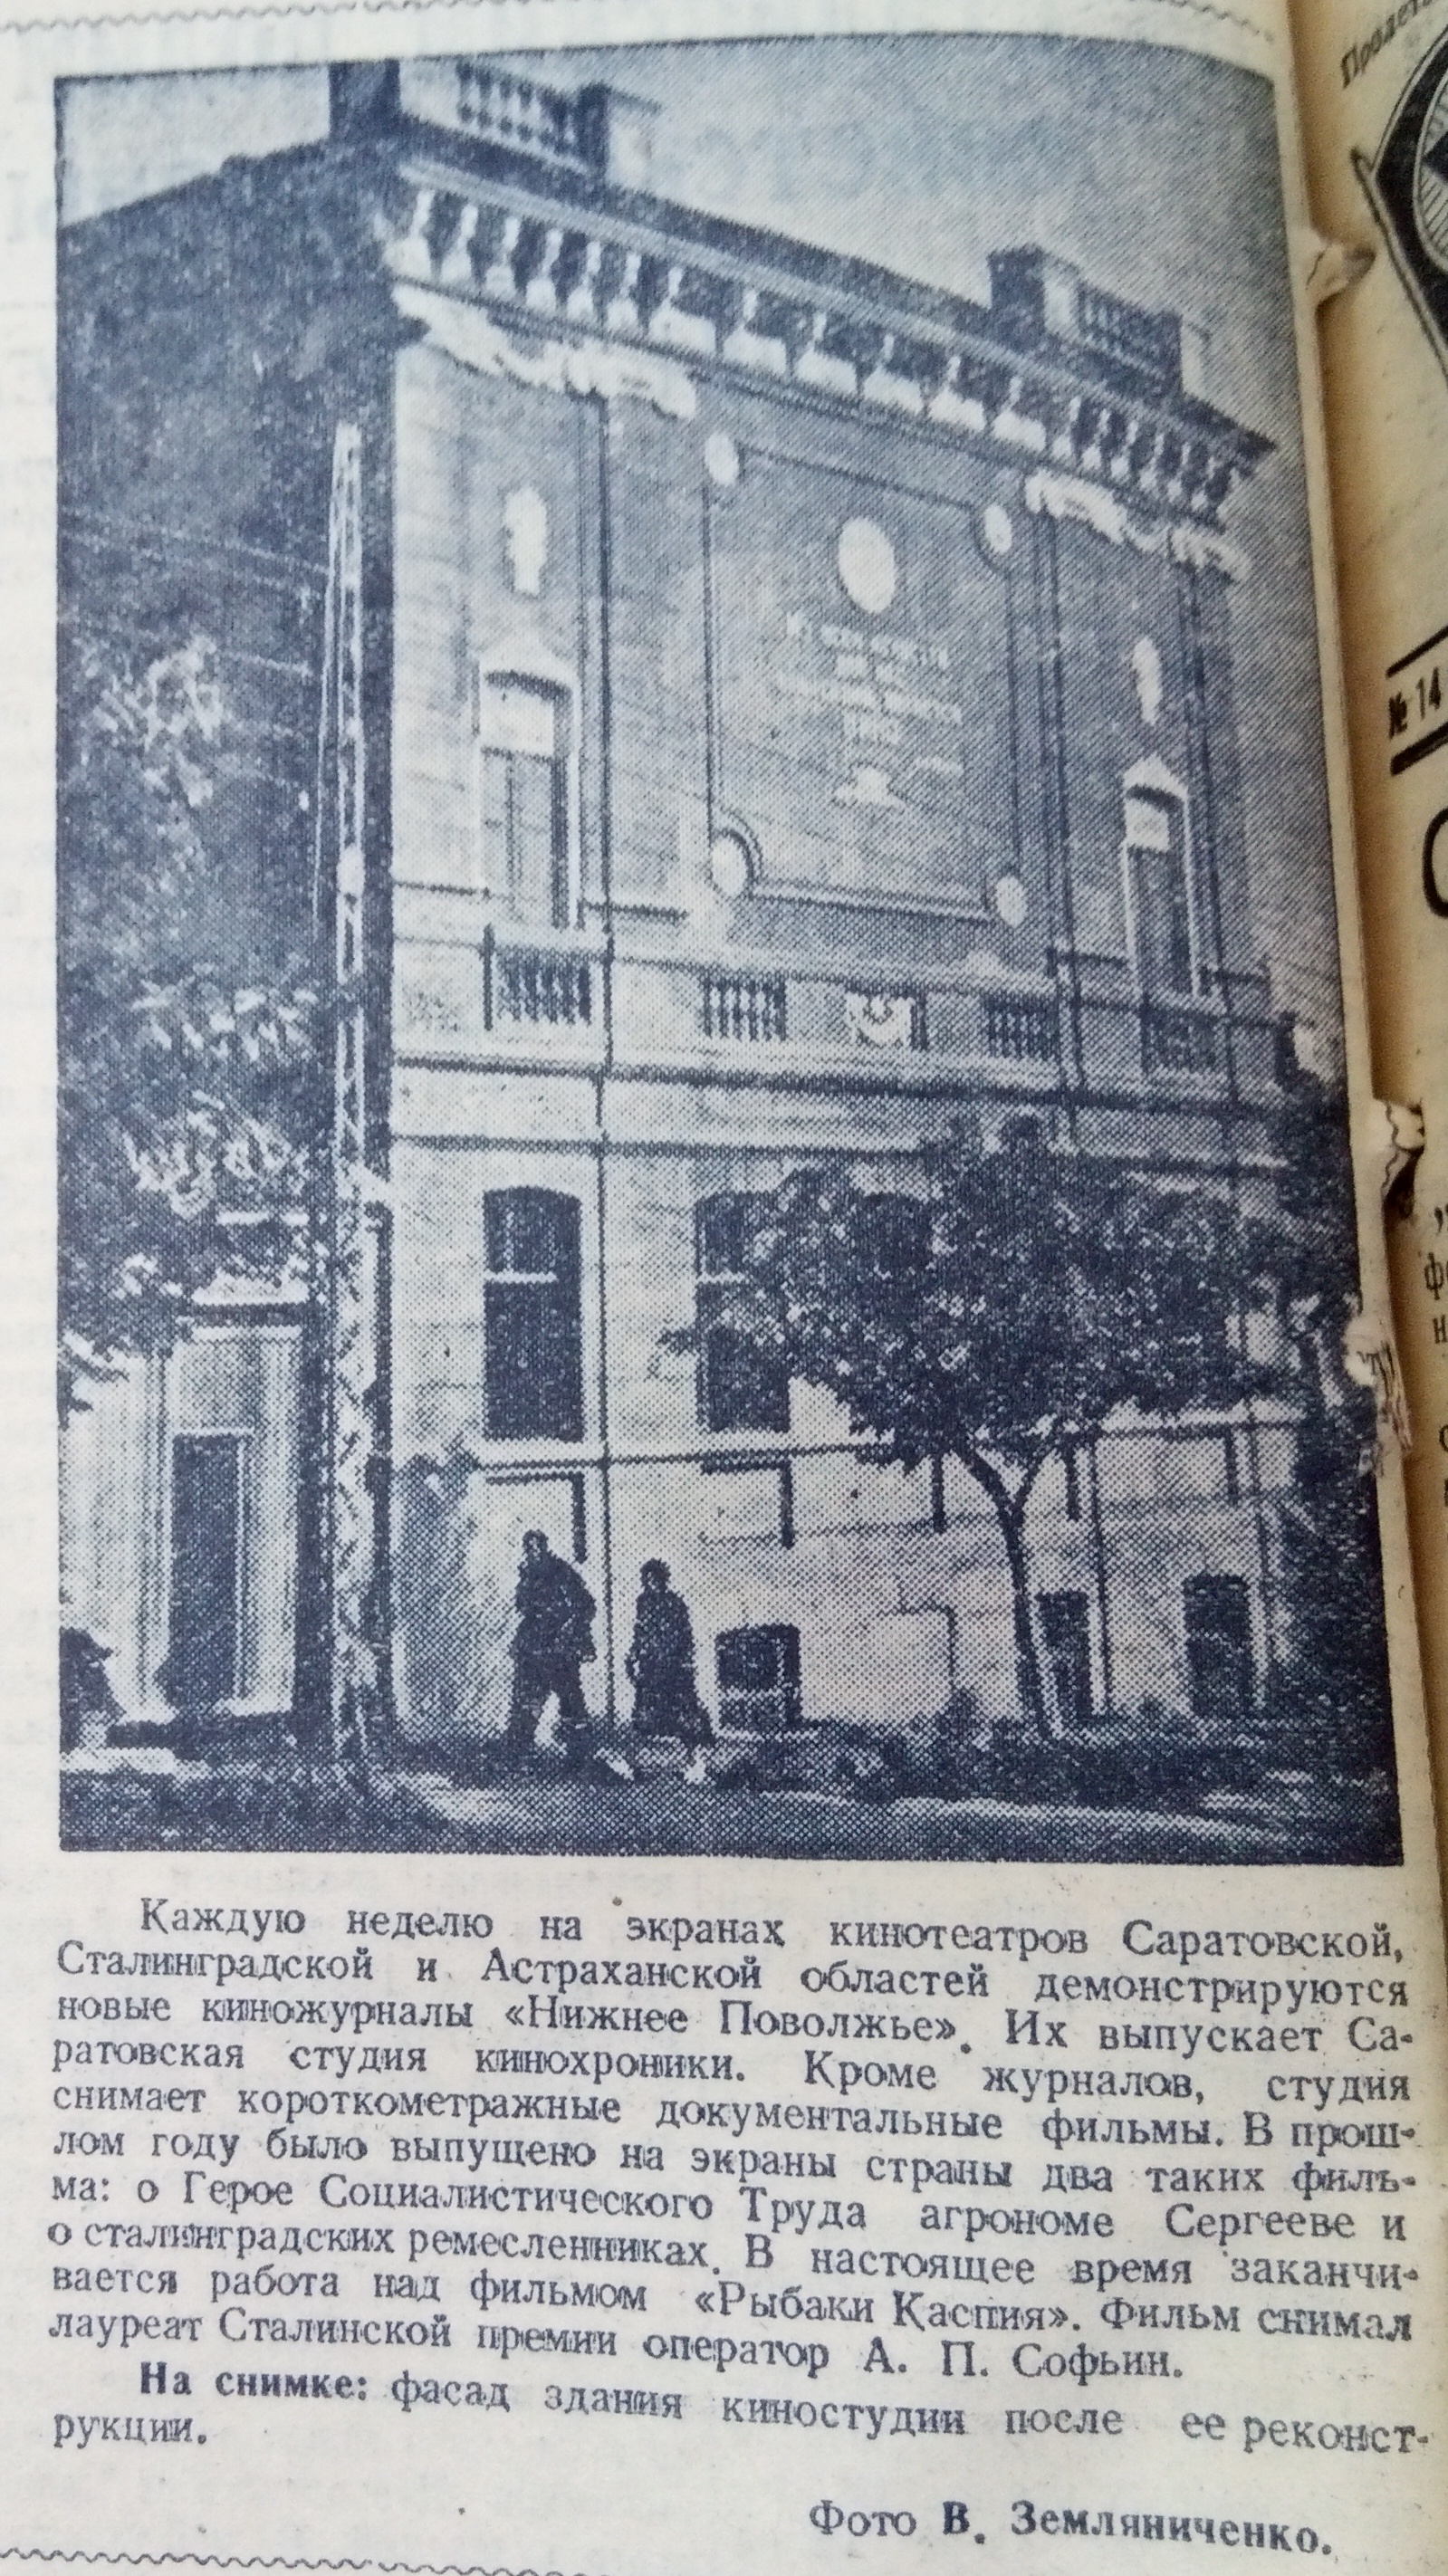 Каждую неделю на экранах кинотеатров Саратовской,
Сталинградской и Астраханской областей демонстрируются
новые киножурналы «Нижнее Поволжье». Их выпускает Са-
ратовская студия кинохроники. Кроме журналов, студия
снимает короткометражные документальные фильмы. В прош-
лом году было выпущено на экраны страны два таких филь-
ма: о Герое Социалистического Труда агрономе Сергееве и
о сталинградских ремесленниках. В настоящее время заканчи-
вается работа над фильмом «Рыбаки Каспия». Фильм снимал
лауреат Сталинской премии оператор А. П. Софьин.
На снимке: фасад здания киностудии после ее реконст-
рукции.
Фото В. Земляниченко.
№ 14